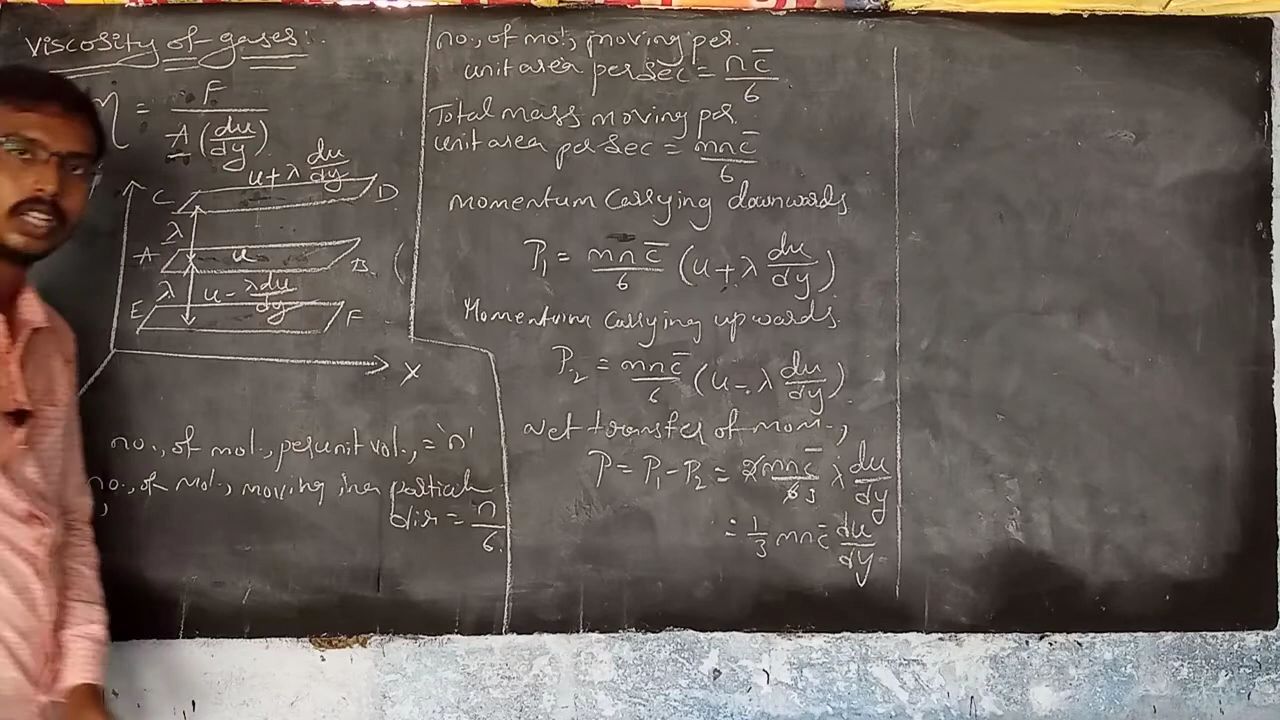 Viscosity of gases:
η = F / A (du/dy)
u + λ du/dy
C D
λ
A u B
λ u - λdu/dy
E F
X
no., of mol., per unit vol., = 'n'
no., of mol., moving in a particular
dir = n/6.
no., of mol., moving per.
unit area per sec = nc̅/6
Total mass moving per.
unit area per sec = mnc̅/6
momentum carrying downwards
P₁ = mnc̅/6 (u + λ du/dy)
Momentum carrying upwards.
P₂ = mnc̅/6 (u - λ du/dy).
Net transfer of mom.,
P = P₁ - P₂ = 2mnc̅/6 3 λ du/dy
= 1/3 mnc̅ du/dy